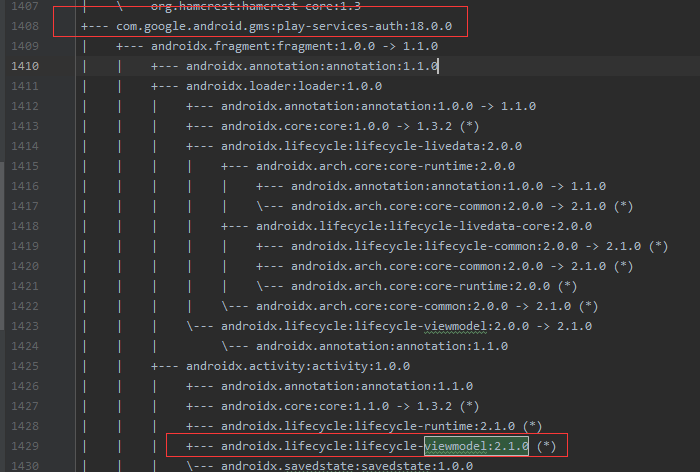 1407 | \--- org.hamcrest:hamcrest-core:1.3
1408 +--- com.google.android.gms:play-services-auth:18.0.0
1409 | +--- androidx.fragment:fragment:1.0.0 -> 1.1.0
1410 | | +--- androidx.annotation:annotation:1.1.0
1411 | | +--- androidx.loader:loader:1.0.0
1412 | | | +--- androidx.annotation:annotation:1.0.0 -> 1.1.0
1413 | | | +--- androidx.core:core:1.0.0 -> 1.3.2 (*)
1414 | | | +--- androidx.lifecycle:lifecycle-livedata:2.0.0
1415 | | | | +--- androidx.arch.core:core-runtime:2.0.0
1416 | | | | | +--- androidx.annotation:annotation:1.0.0 -> 1.1.0
1417 | | | | | \--- androidx.arch.core:core-common:2.0.0 -> 2.1.0 (*)
1418 | | | | +--- androidx.lifecycle:lifecycle-livedata-core:2.0.0
1419 | | | | | +--- androidx.lifecycle:lifecycle-common:2.0.0 -> 2.1.0 (*)
1420 | | | | | +--- androidx.arch.core:core-common:2.0.0 -> 2.1.0 (*)
1421 | | | | | \--- androidx.arch.core:core-runtime:2.0.0 (*)
1422 | | | | \--- androidx.arch.core:core-common:2.0.0 -> 2.1.0 (*)
1423 | | | \--- androidx.lifecycle:lifecycle-viewmodel:2.0.0 -> 2.1.0
1424 | | | \--- androidx.annotation:annotation:1.1.0
1425 | | +--- androidx.activity:activity:1.0.0
1426 | | | +--- androidx.annotation:annotation:1.1.0
1427 | | | +--- androidx.core:core:1.1.0 -> 1.3.2 (*)
1428 | | | +--- androidx.lifecycle:lifecycle-runtime:2.1.0 (*)
1429 | | | +--- androidx.lifecycle:lifecycle-viewmodel:2.1.0 (*)
1430 | | | \--- androidx.savedstate:savedstate:1.0.0